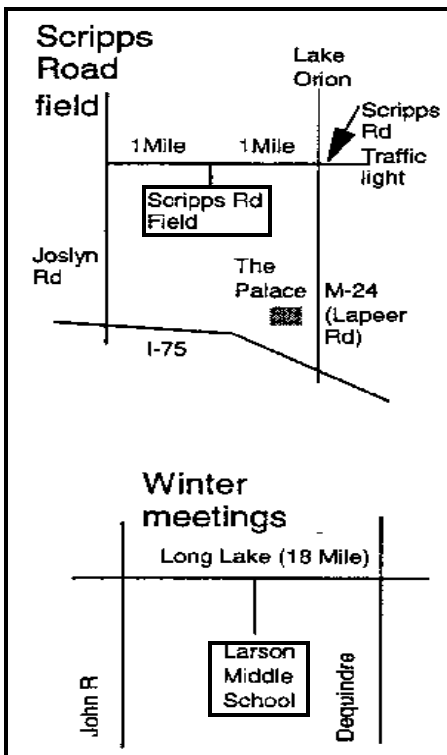 Scripps
Road
field
Lake
Orion
Scripps
Rd
Traffic
light
1Mile
1Mile
Scripps Rd
Field
Joslyn
Rd
The
Palace
M-24
(Lapeer
Rd)
I-75
Winter
meetings
Long Lake (18 Mile)
Larson
Middle
School
John R
Dequindre